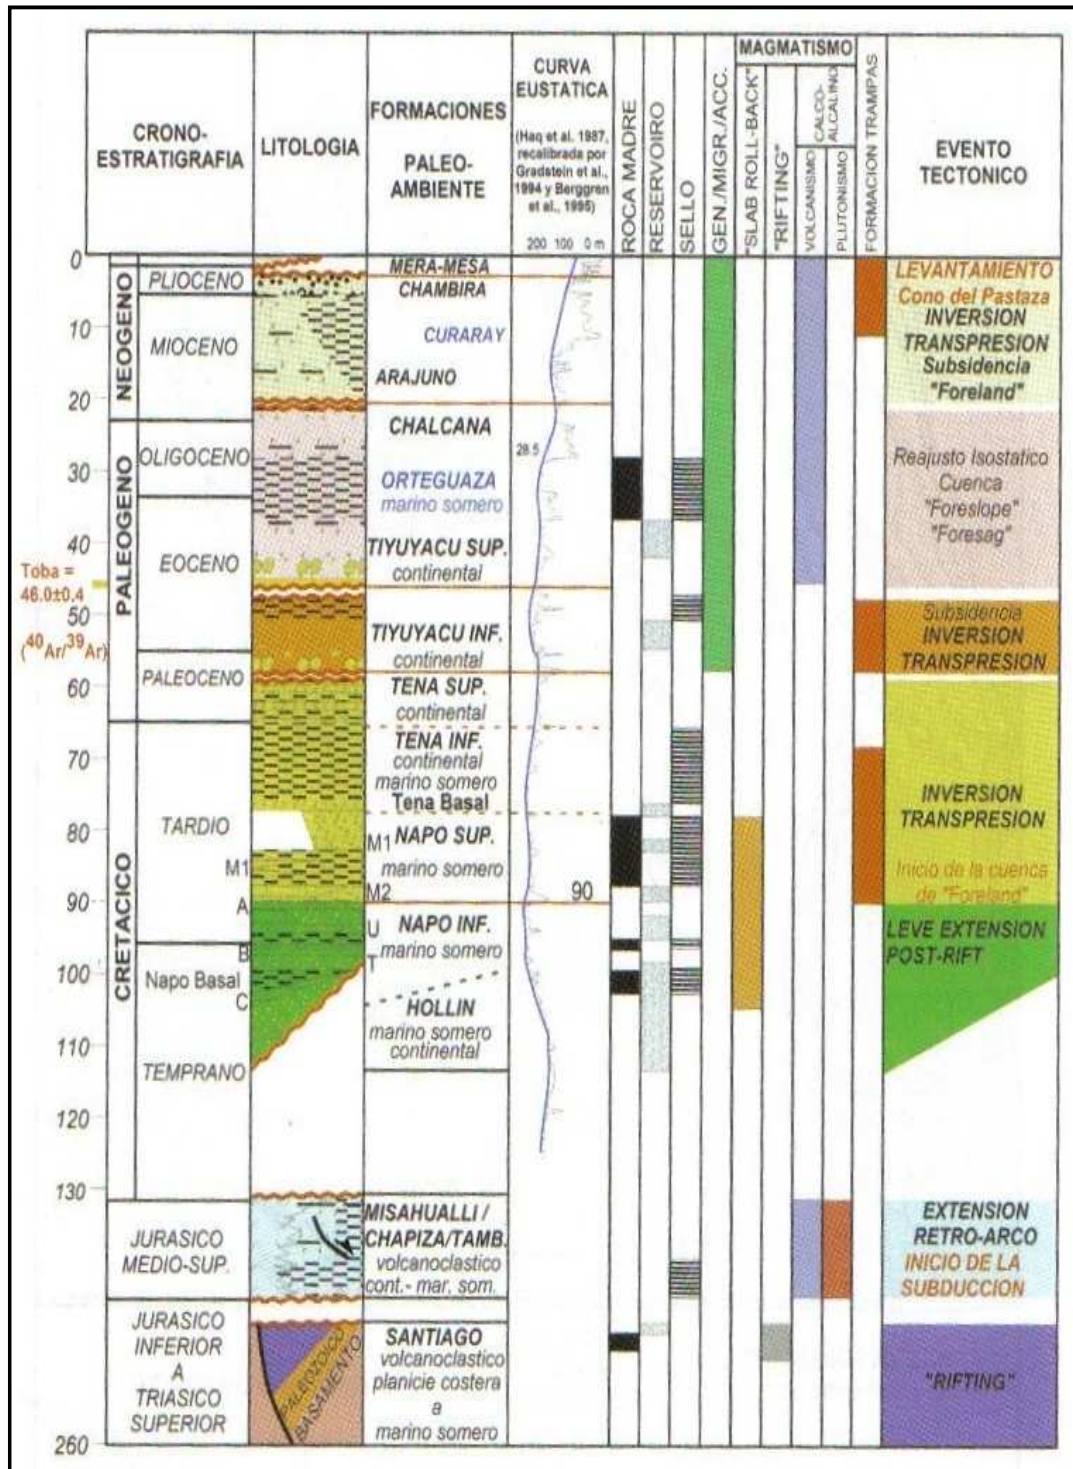 CRONO-
ESTRATIGRAFIA
LITOLOGIA
FORMACIONES
PALEO-
AMBIENTE
CURVA
EUSTATICA
(Haq et al. 1987,
recalibrada por
Gradstein et al.,
1994 y Berggren
et al., 1995)
200 100 0 m
ROCA MADRE
RESERVOIRO
SELLO
GEN./MIGR./ACC.
"SLAB ROLL-BACK"
"RIFTING"
MAGMATISMO
CALCO-
ALCALINO
VOLCANISMO
PLUTONISMO
FORMACION TRAMPAS
EVENTO
TECTONICO
0
10
20
30
40
50
60
70
80
90
100
110
120
130
260
Toba =
46.0±0.4
(40Ar/39Ar)
NEOGENO
PALEOGENO
CRETACICO
PLIOCENO
MIOCENO
OLIGOCENO
EOCENO
PALEOCENO
TARDIO
M1
A
B
Napo Basal
C
TEMPRANO
JURASICO
MEDIO-SUP.
JURASICO
INFERIOR
A
TRIASICO
SUPERIOR
PALEOZOICO
BASAMENTO
MERA-MESA
CHAMBIRA
CURARAY
ARAJUNO
CHALCANA
ORTEGUAZA
marino somero
TIYUYACU SUP.
continental
TIYUYACU INF.
continental
TENA SUP.
continental
TENA INF.
continental
marino somero
Tena Basal
M1 NAPO SUP.
marino somero
M2
U NAPO INF.
marino somero
T
HOLLIN
marino somero
continental
MISAHUALLI /
CHAPIZA/TAMB.
volcanoclastico
cont.- mar. som.
SANTIAGO
volcanoclastico
planicie costera
a
marino somero
28.5
90
LEVANTAMIENTO
Cono del Pastaza
INVERSION
TRANSPRESION
Subsidencia
"Foreland"
Reajusto Isostatico
Cuenca
"Foreslope"
"Foresag"
Subsidencia
INVERSION
TRANSPRESION
INVERSION
TRANSPRESION
Inicio de la cuenca
de "Foreland"
LEVE EXTENSION
POST-RIFT
EXTENSION
RETRO-ARCO
INICIO DE LA
SUBDUCCION
"RIFTING"